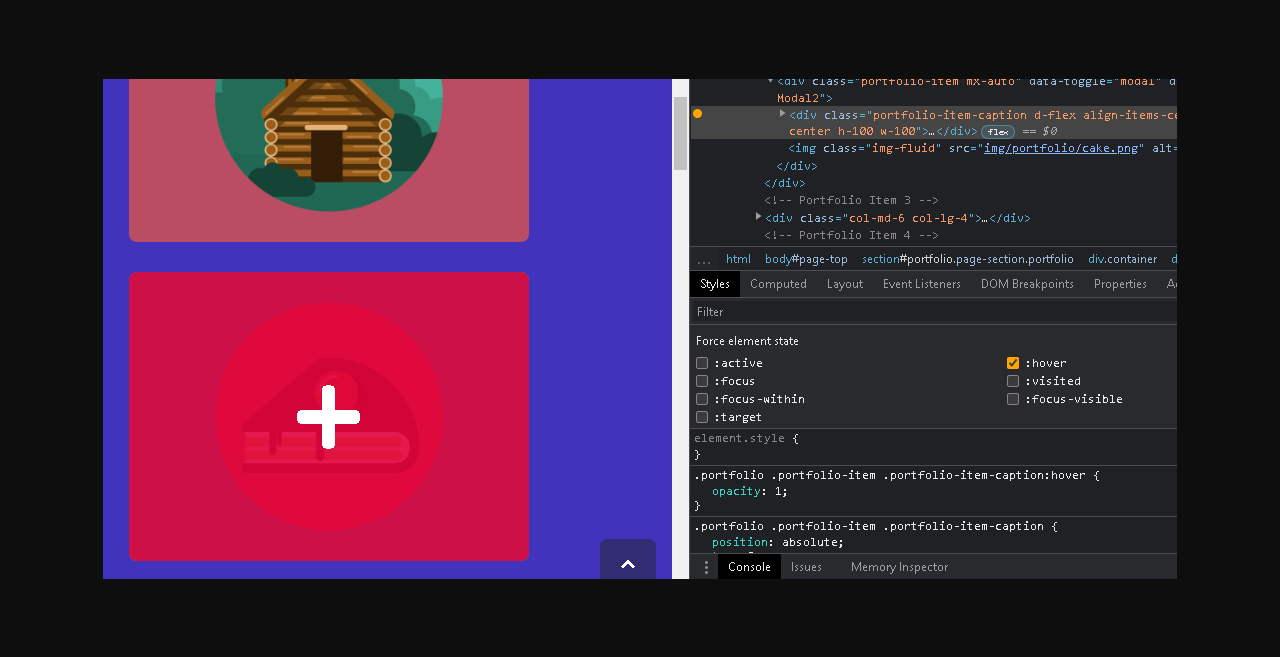 <div class="portfolio-item mx-auto" data-toggle="modal" d
Modal2">
<div class="portfolio-item-caption d-flex align-items-ce
center h-100 w-100">…</div> flex == $0
<img class="img-fluid" src="img/portfolio/cake.png" alt=
</div>
</div>
<!-- Portfolio Item 3 -->
<div class="col-md-6 col-lg-4">…</div>
<!-- Portfolio Item 4 -->
... html body#page-top section#portfolio.page-section.portfolio div.container d
Styles Computed Layout Event Listeners DOM Breakpoints Properties Ac
Filter
Force element state
:active :hover
:focus :visited
:focus-within :focus-visible
:target
element.style {
}
.portfolio .portfolio-item .portfolio-item-caption:hover {
opacity: 1;
}
.portfolio .portfolio-item .portfolio-item-caption {
position: absolute;
Console Issues Memory Inspector